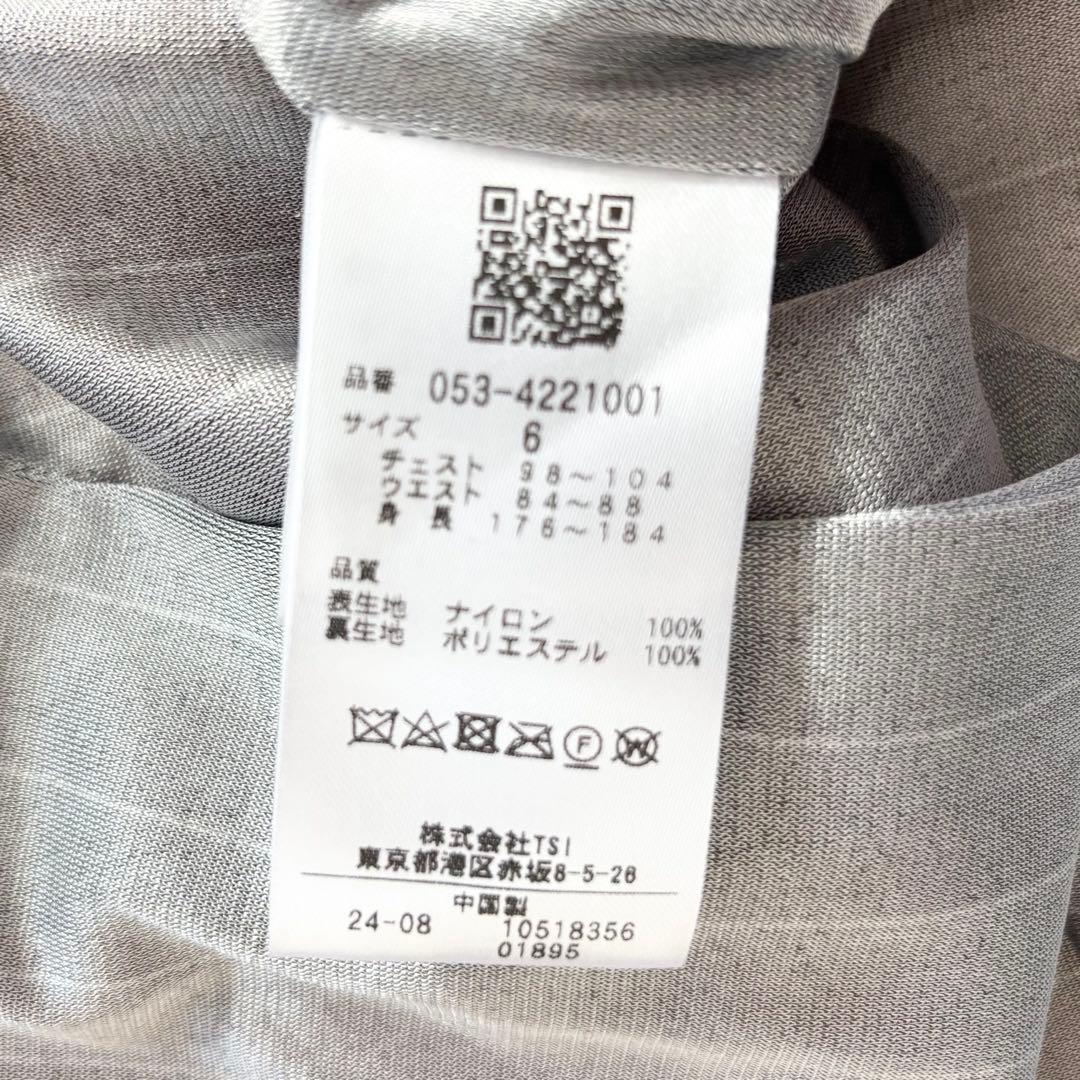 品番 053-4221001
サイズ 6
チェスト 98～104
ウエスト 84～88
身長 176～184
品質
表生地 ナイロン 100%
裏生地 ポリエステル 100%
F W
株式会社TSI
東京都港区赤坂8-5-28
中国製
24-08 10518356
01895